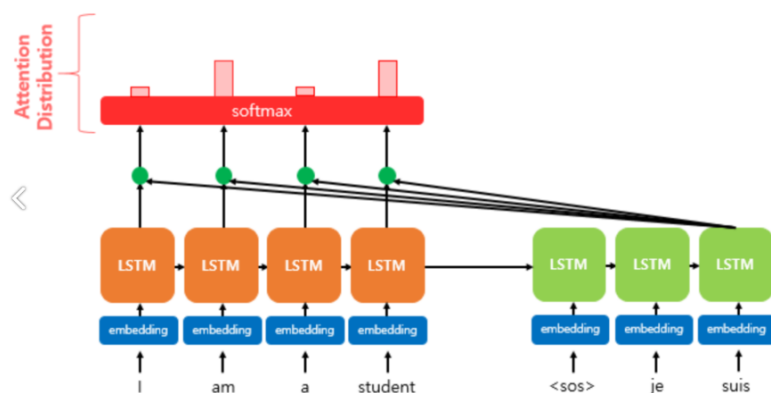 Attention
Distribution
softmax
LSTM LSTM LSTM LSTM LSTM LSTM LSTM
embedding embedding embedding embedding embedding embedding embedding
I am a student <sos> je suis